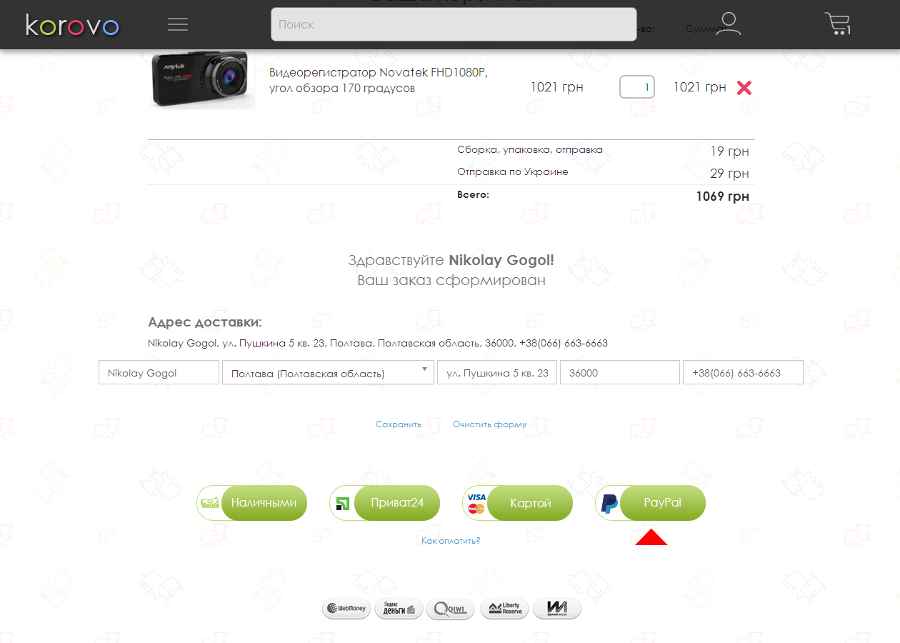 korovo
Поиск
1
Видеорегистратор Novatek FHD1080P,
угол обзора 170 градусов
1021 грн
1
1021 грн
Сборка, упаковка, отправка
19 грн
Отправка по Украине
29 грн
Всего:
1069 грн
Здравствуйте Nikolay Gogol!
Ваш заказ сформирован
Адрес доставки:
Nikolay Gogol, ул. Пушкина 5 кв. 23, Полтава, Полтавская область, 36000, +38(066) 663-6663
Nikolay Gogol
Полтава (Полтавская область)
ул. Пушкина 5 кв. 23
36000
+38(066) 663-6663
Сохранить
Очистить форму
Наличными
Приват24
VISA
Картой
PayPal
Как оплатить?
WebMoney
Яндекс
деньги
QIWI
Liberty
Reserve